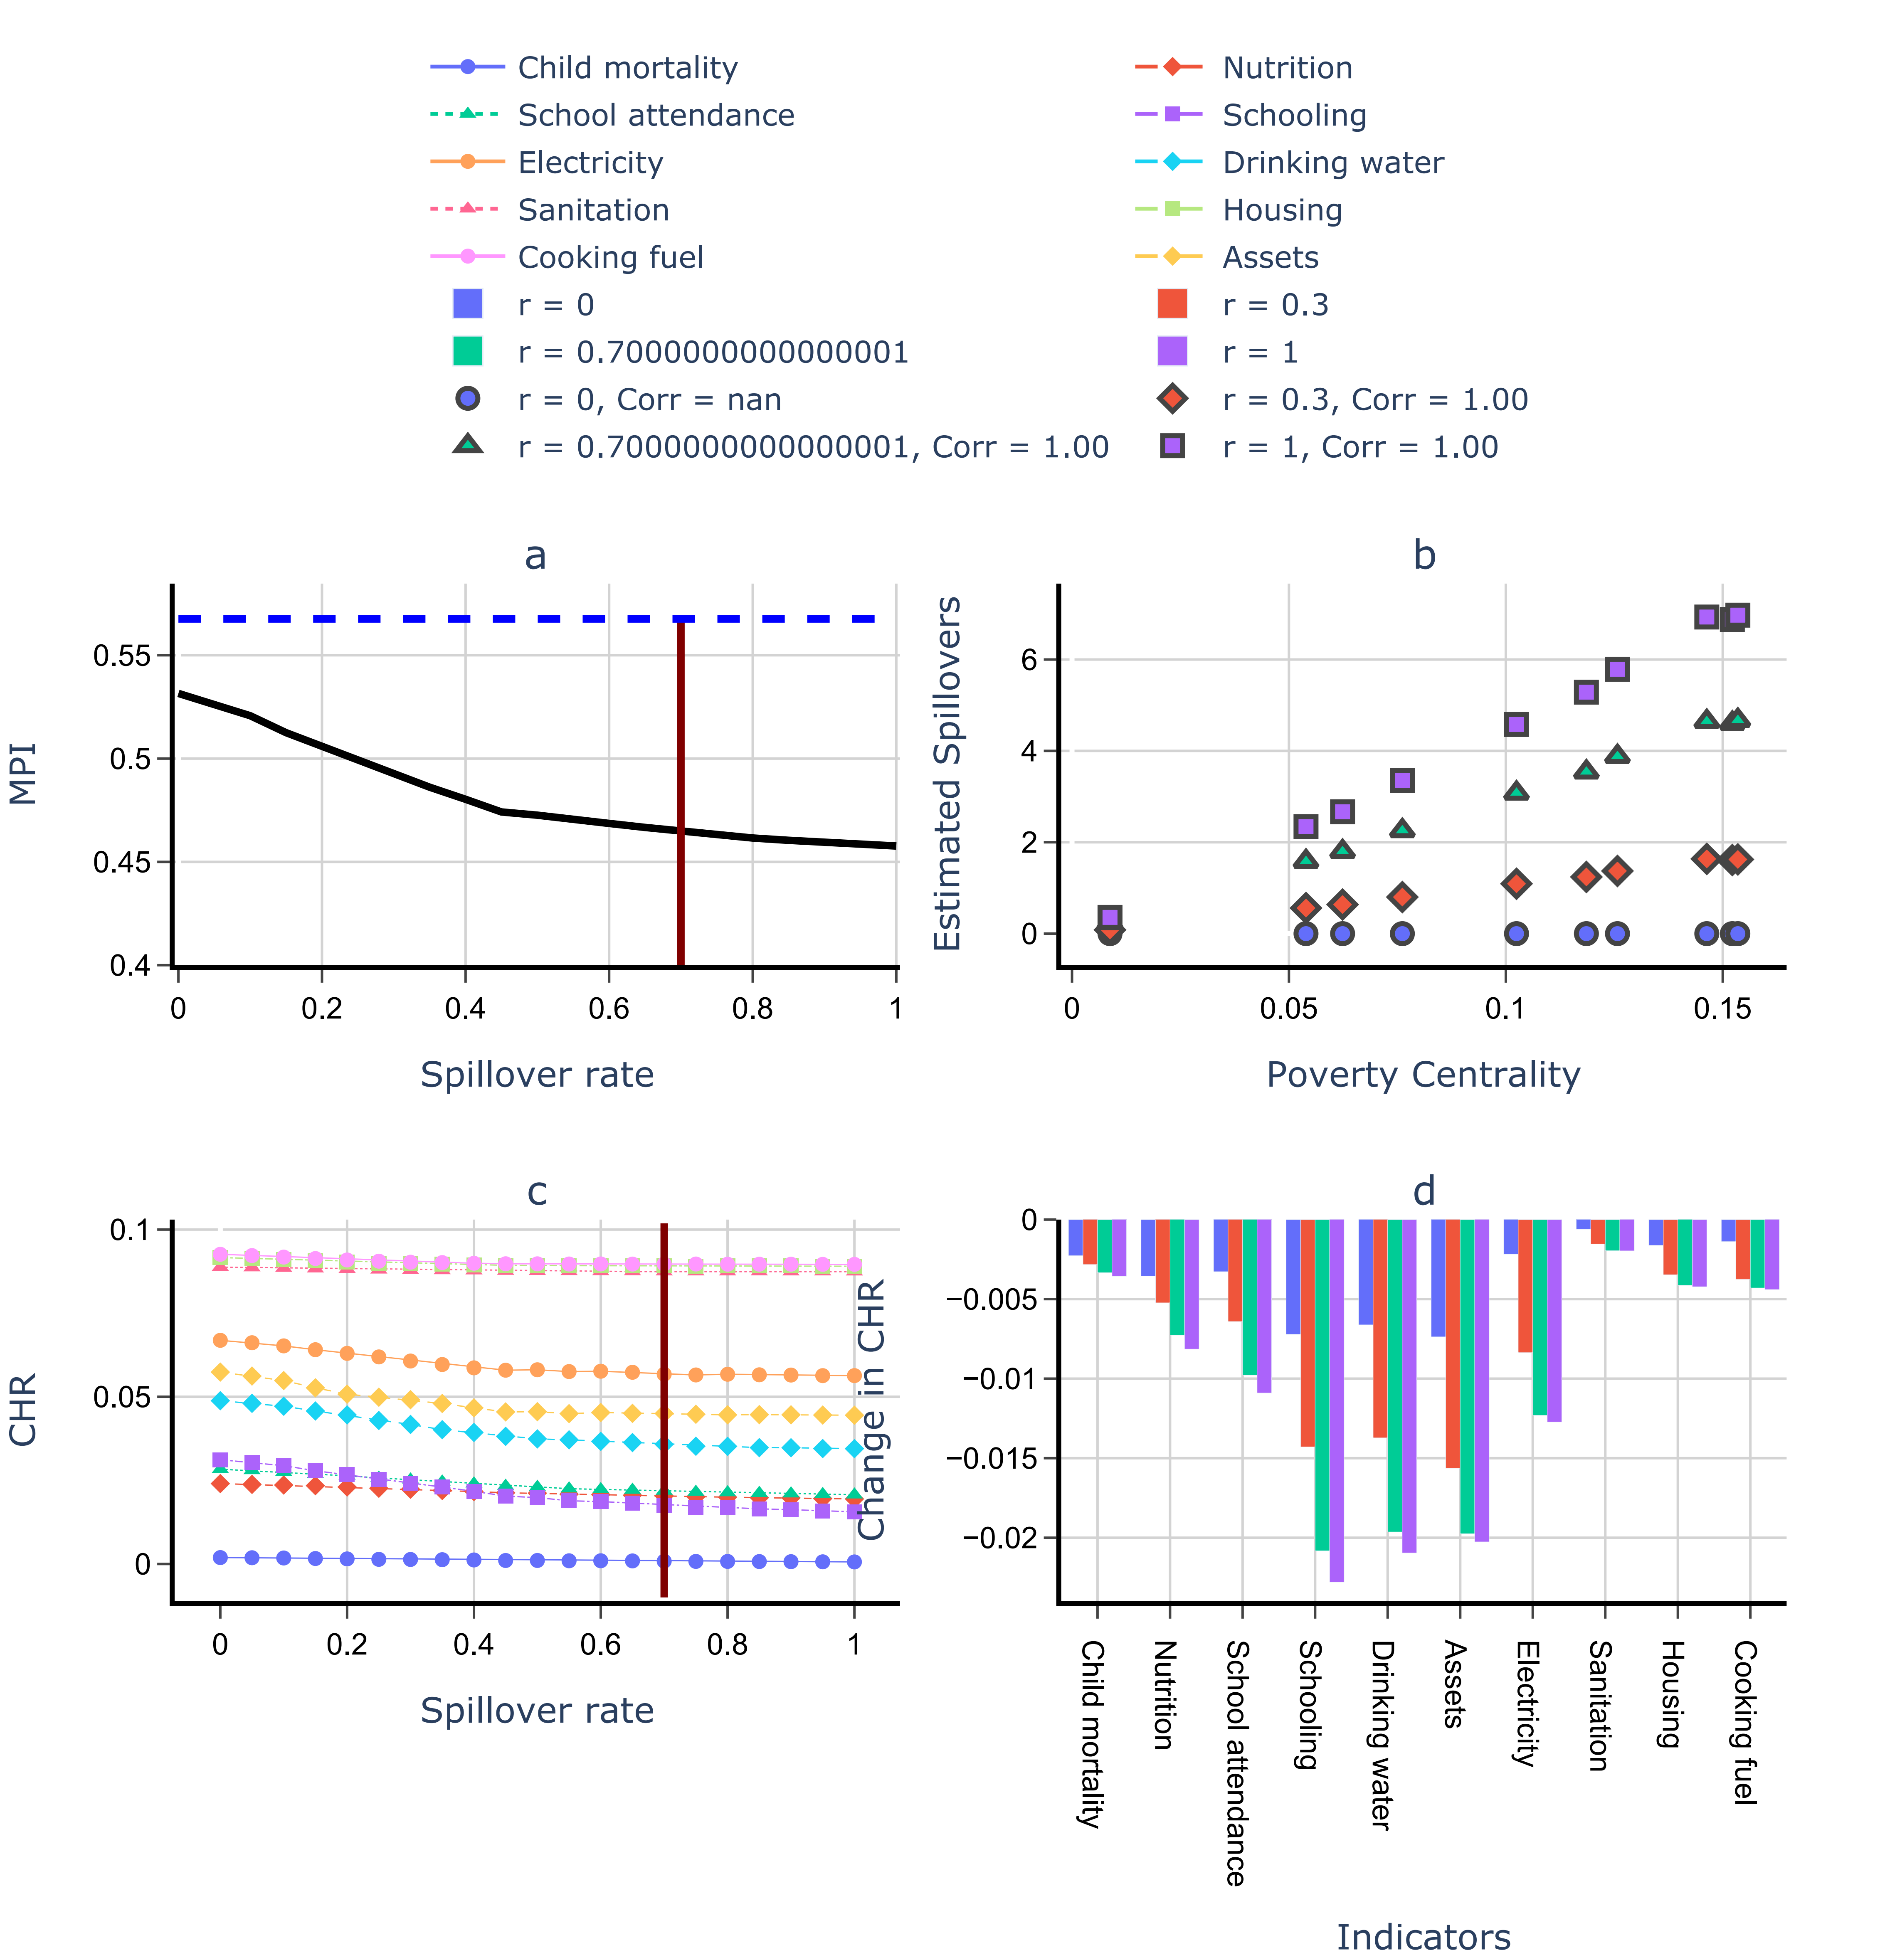 Child mortality
Nutrition
School attendance
Schooling
Electricity
Drinking water
Sanitation
Housing
Cooking fuel
Assets
r = 0
r = 0.3
r = 0.7000000000000001
r = 1
r = 0, Corr = nan
r = 0.3, Corr = 1.00
r = 0.7000000000000001, Corr = 1.00
r = 1, Corr = 1.00
a
MPI
0.55
0.5
0.45
0.4
0 0.2 0.4 0.6 0.8 1
Spillover rate
b
Estimated Spillovers
6
4
2
0
0 0.05 0.1 0.15
Poverty Centrality
c
CHR
0.1
0.05
0
0 0.2 0.4 0.6 0.8 1
Spillover rate
d
Change in CHR
0
−0.005
−0.01
−0.015
−0.02
Child mortality
Nutrition
School attendance
Schooling
Drinking water
Assets
Electricity
Sanitation
Housing
Cooking fuel
Indicators